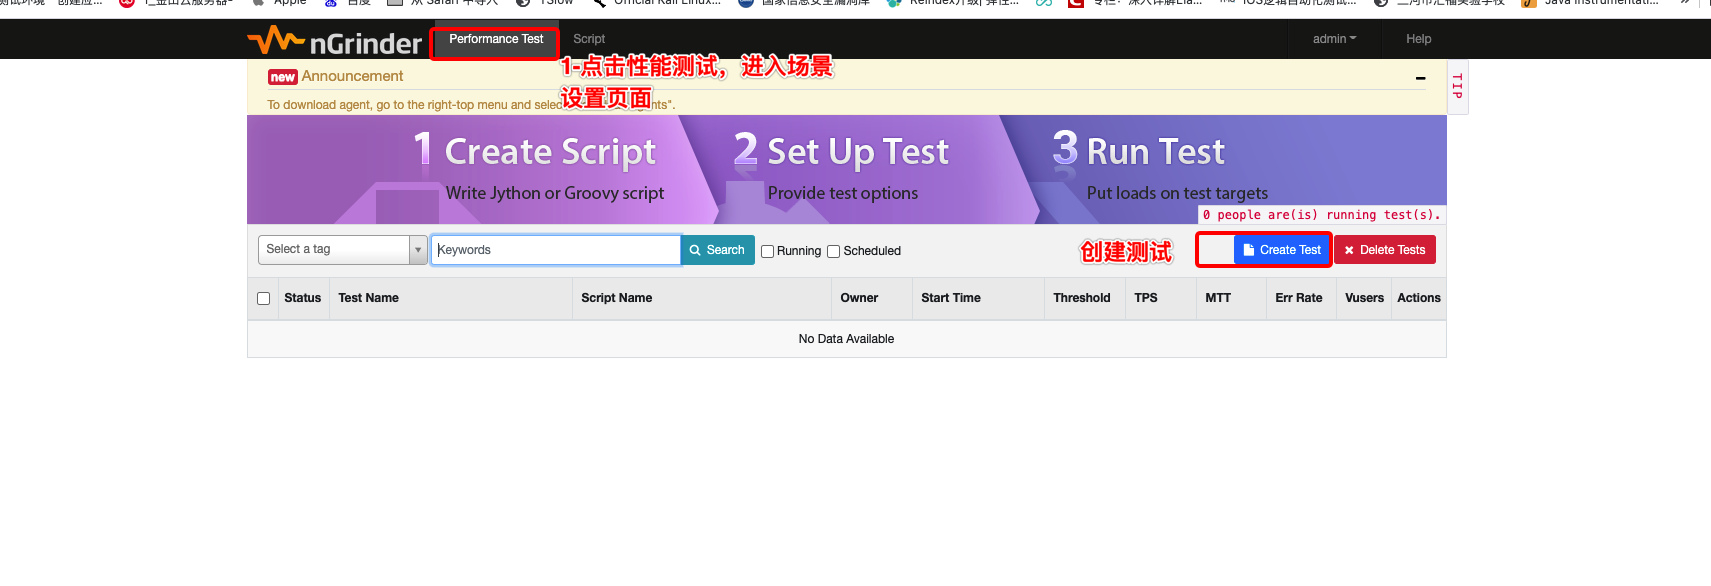 Apple
百度
nGrinder
Performance Test
Script
admin
Help
1-点击性能测试，进入场景
设置页面
new Announcement
To download agent, go to the right-top menu and selec
nts".
TIP
1 Create Script
Write Jython or Groovy script
2 Set Up Test
Provide test options
3 Run Test
Put loads on test targets
0 people are(is) running test(s).
Select a tag
Keywords
Search
Running
Scheduled
创建测试
Create Test
Delete Tests
Status
Test Name
Script Name
Owner
Start Time
Threshold
TPS
MTT
Err Rate
Vusers
Actions
No Data Available